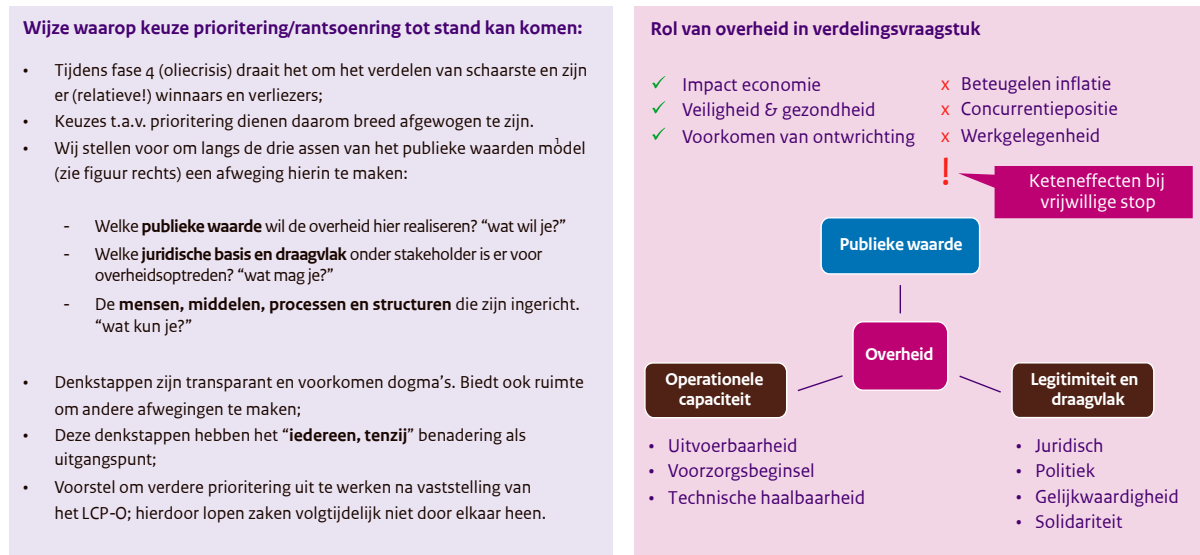 Wijze waarop keuze prioritering/rantsoenring tot stand kan komen:
• Tijdens fase 4 (oliecrisis) draait het om het verdelen van schaarste en zijn
er (relatieve!) winnaars en verliezers;
• Keuzes t.a.v. prioritering dienen daarom breed afgewogen te zijn.
• Wij stellen voor om langs de drie assen van het publieke waarden model
(zie figuur rechts) een afweging hierin te maken:
- Welke publieke waarde wil de overheid hier realiseren? “wat wil je?”
- Welke juridische basis en draagvlak onder stakeholder is er voor
overheidsoptreden? “wat mag je?”
- De mensen, middelen, processen en structuren die zijn ingericht.
“wat kun je?”
• Denkstappen zijn transparant en voorkomen dogma’s. Biedt ook ruimte
om andere afwegingen te maken;
• Deze denkstappen hebben het “iedereen, tenzij” benadering als
uitgangspunt;
• Voorstel om verdere prioritering uit te werken na vaststelling van
het LCP-O; hierdoor lopen zaken volgtijdelijk niet door elkaar heen.
Rol van overheid in verdelingsvraagstuk
✓ Impact economie
✓ Veiligheid & gezondheid
✓ Voorkomen van ontwrichting
x Beteugelen inflatie
x Concurrentiepositie
x Werkgelegenheid
!
Keteneffecten bij
vrijwillige stop
Publieke waarde
Overheid
Operationele
capaciteit
• Uitvoerbaarheid
• Voorzorgsbeginsel
• Technische haalbaarheid
Legitimiteit en
draagvlak
• Juridisch
• Politiek
• Gelijkwaardigheid
• Solidariteit